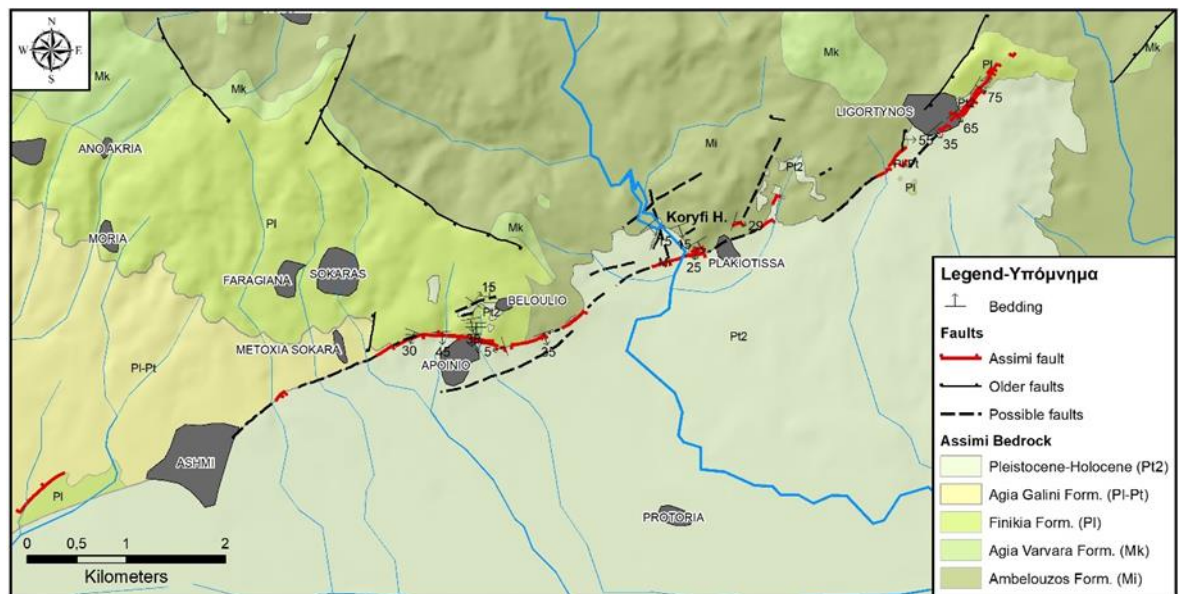 N
W
E
S
Mk
Mk
ANO AKRIA
MORIA
FARAGIANA
SOKARAS
Pl
METOXIA SOKARA
Pl-Pt
ASHMI
Pl
Mk
15
Pt2
BELOULIO
30
45
5
35
APOINIO
Mi
Koryfi H.
15
15
25
29
Pt2
PLAKIOTISSA
Mk
Mk
LIGORTYNOS
Pl
75
65
35
55
Pl
Pt2
PROTORIA
0 0,5 1 2
Kilometers
Legend-Υπόμνημα
Bedding
Faults
Assimi fault
Older faults
Possible faults
Assimi Bedrock
Pleistocene-Holocene (Pt2)
Agia Galini Form. (Pl-Pt)
Finikia Form. (Pl)
Agia Varvara Form. (Mk)
Ambelouzos Form. (Mi)